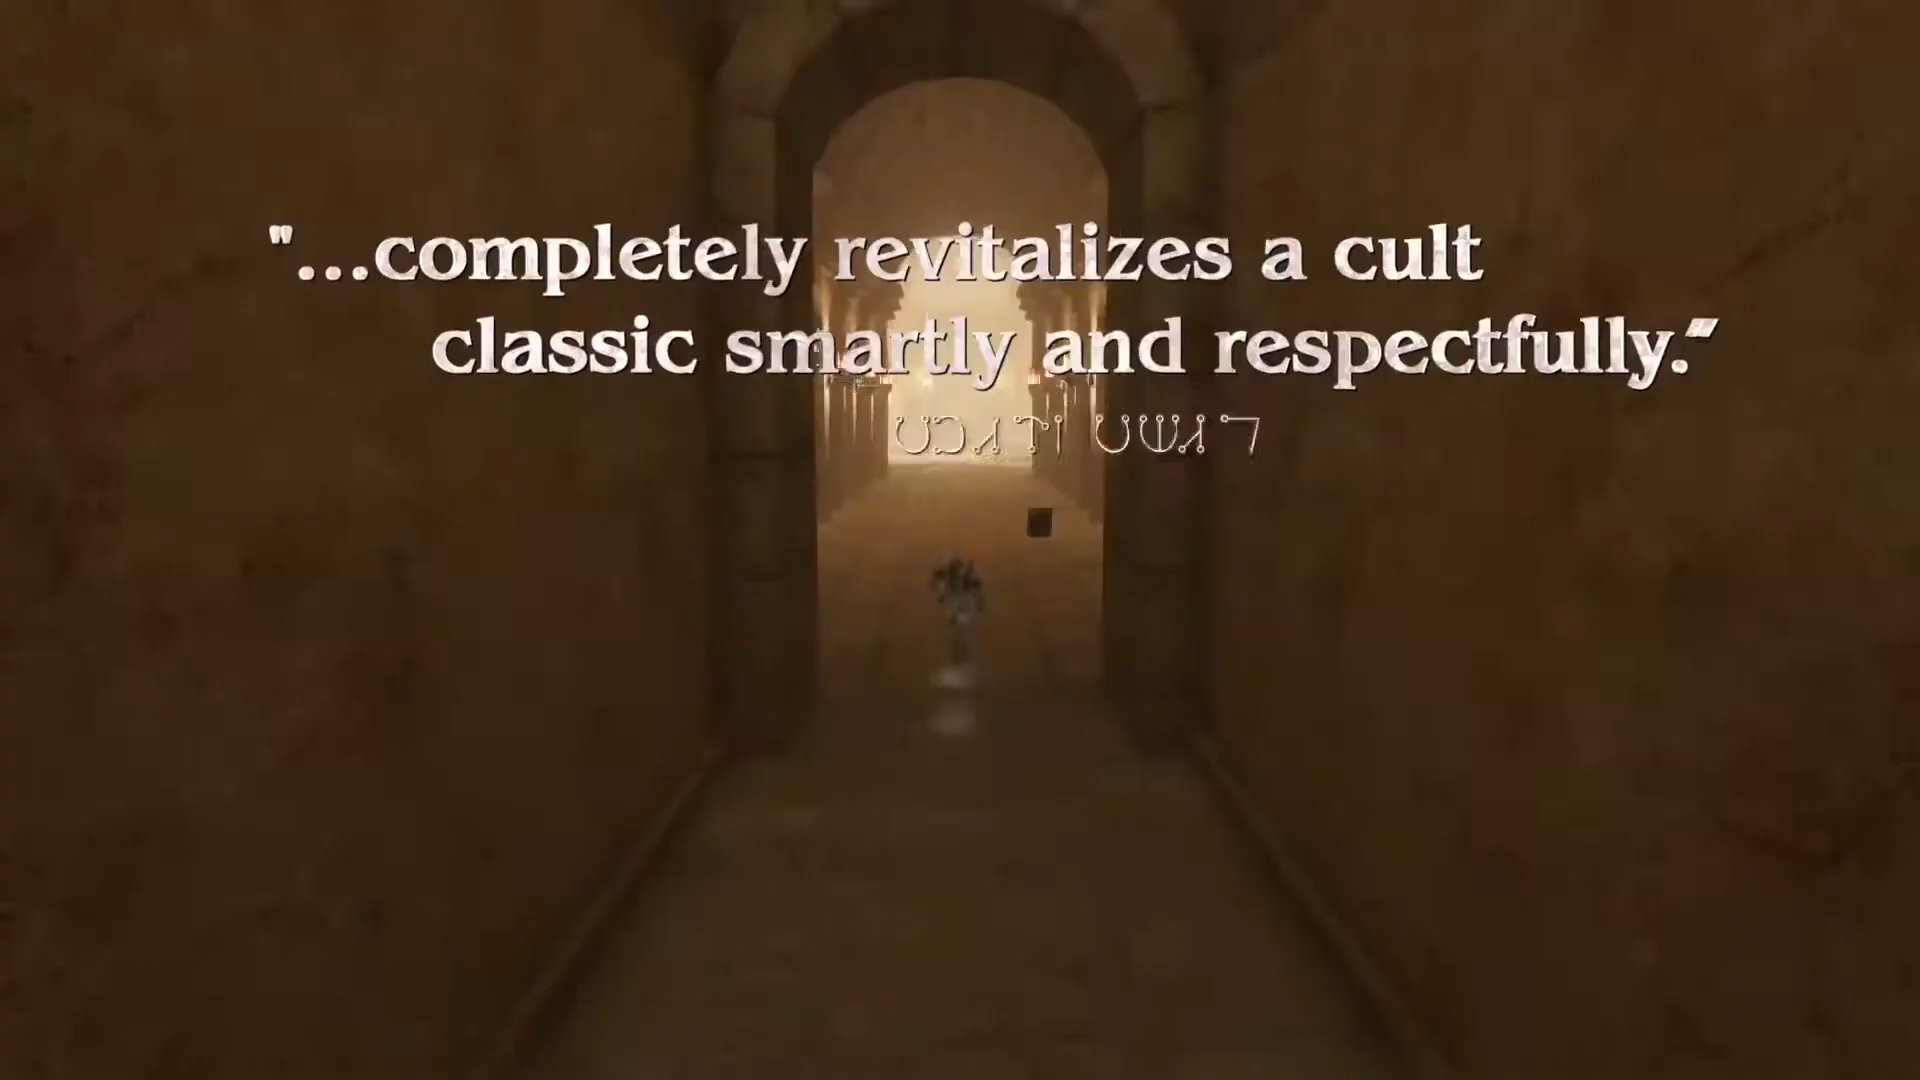 "...completely revitalizes a cult
classic smartly and respectfully."